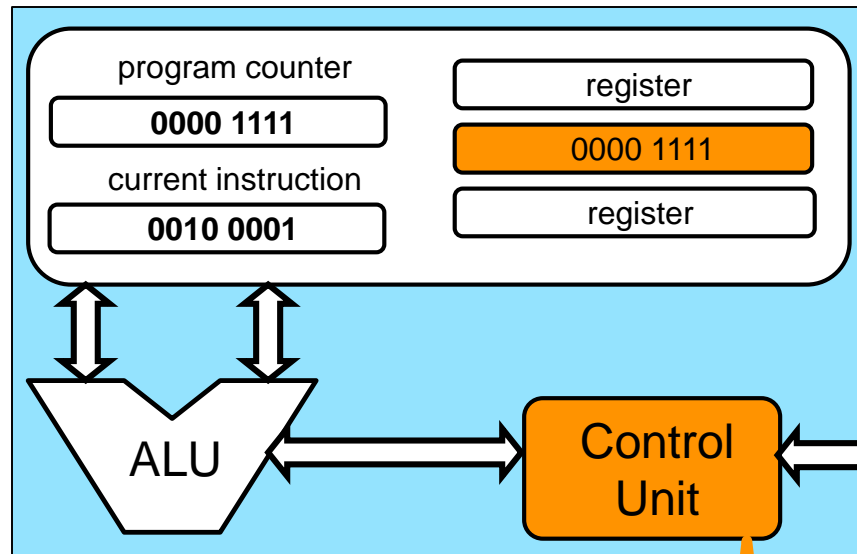 program counter
0000 1111
current instruction
0010 0001
register
0000 1111
register
ALU
Control
Unit